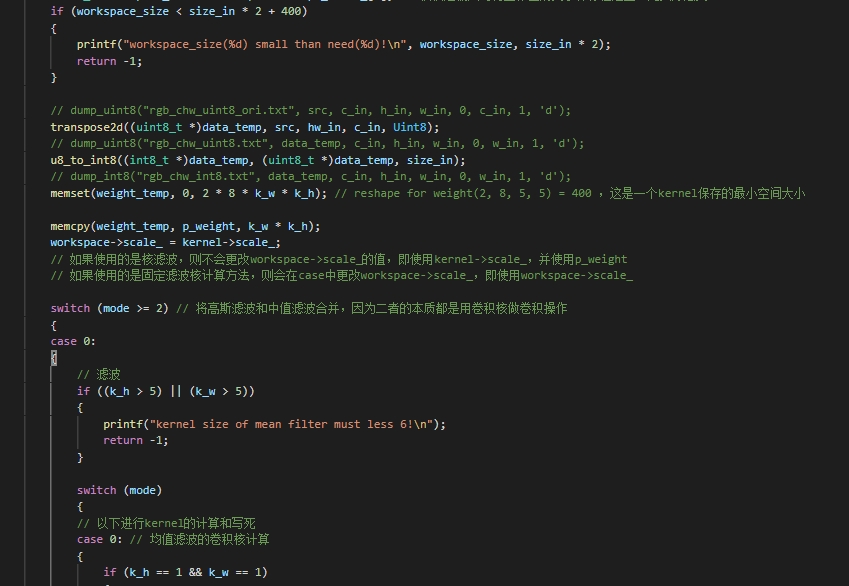 if (workspace_size < size_in * 2 + 400)
{
printf("workspace_size(%d) small than need(%d)!\n", workspace_size, size_in * 2);
return -1;
}
// dump_uint8("rgb_chw_uint8_ori.txt", src, c_in, h_in, w_in, 0, c_in, 1, 'd');
transpose2d((uint8_t *)data_temp, src, hw_in, c_in, Uint8);
// dump_uint8("rgb_chw_uint8.txt", data_temp, c_in, h_in, w_in, 0, w_in, 1, 'd');
u8_to_int8((int8_t *)data_temp, (uint8_t *)data_temp, size_in);
// dump_int8("rgb_chw_int8.txt", data_temp, c_in, h_in, w_in, 0, w_in, 1, 'd');
memset(weight_temp, 0, 2 * 8 * k_w * k_h); // reshape for weight(2, 8, 5, 5) = 400 ，这是一个kernel保存的最小空间大小
memcpy(weight_temp, p_weight, k_w * k_h);
workspace->scale_ = kernel->scale_;
// 如果使用的是核滤波，则不会更改workspace->scale_的值，即使用kernel->scale_，并使用p_weight
// 如果使用的是固定滤波核计算方法，则会在case中更改workspace->scale_，即使用workspace->scale_
switch (mode >= 2) // 将高斯滤波和中值滤波合并，因为二者的本质都是用卷积核做卷积操作
{
case 0:
{
// 滤波
if ((k_h > 5) || (k_w > 5))
{
printf("kernel size of mean filter must less 6!\n");
return -1;
}
switch (mode)
{
// 以下进行kernel的计算和写死
case 0: // 均值滤波的卷积核计算
{
if (k_h == 1 && k_w == 1)